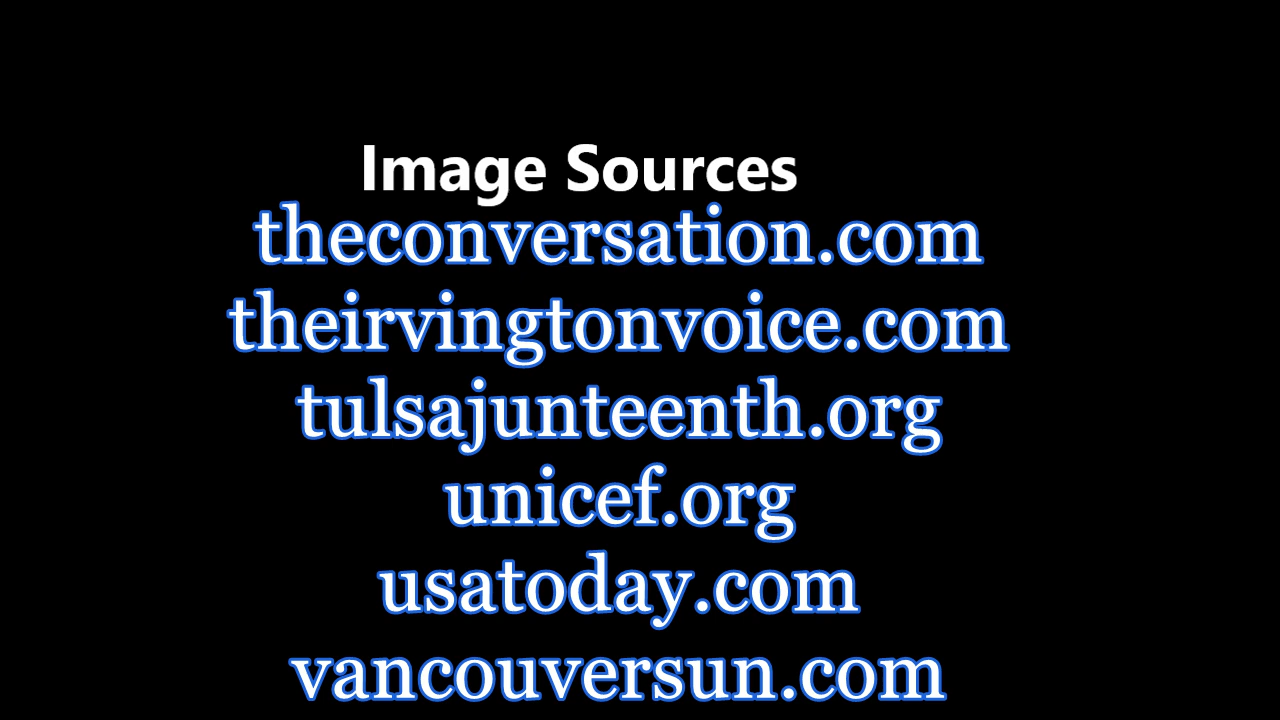 Image Sources
theconversation.com
theirvingtonvoice.com
tulsajunteenth.org
unicef.org
usatoday.com
vancouversun.com